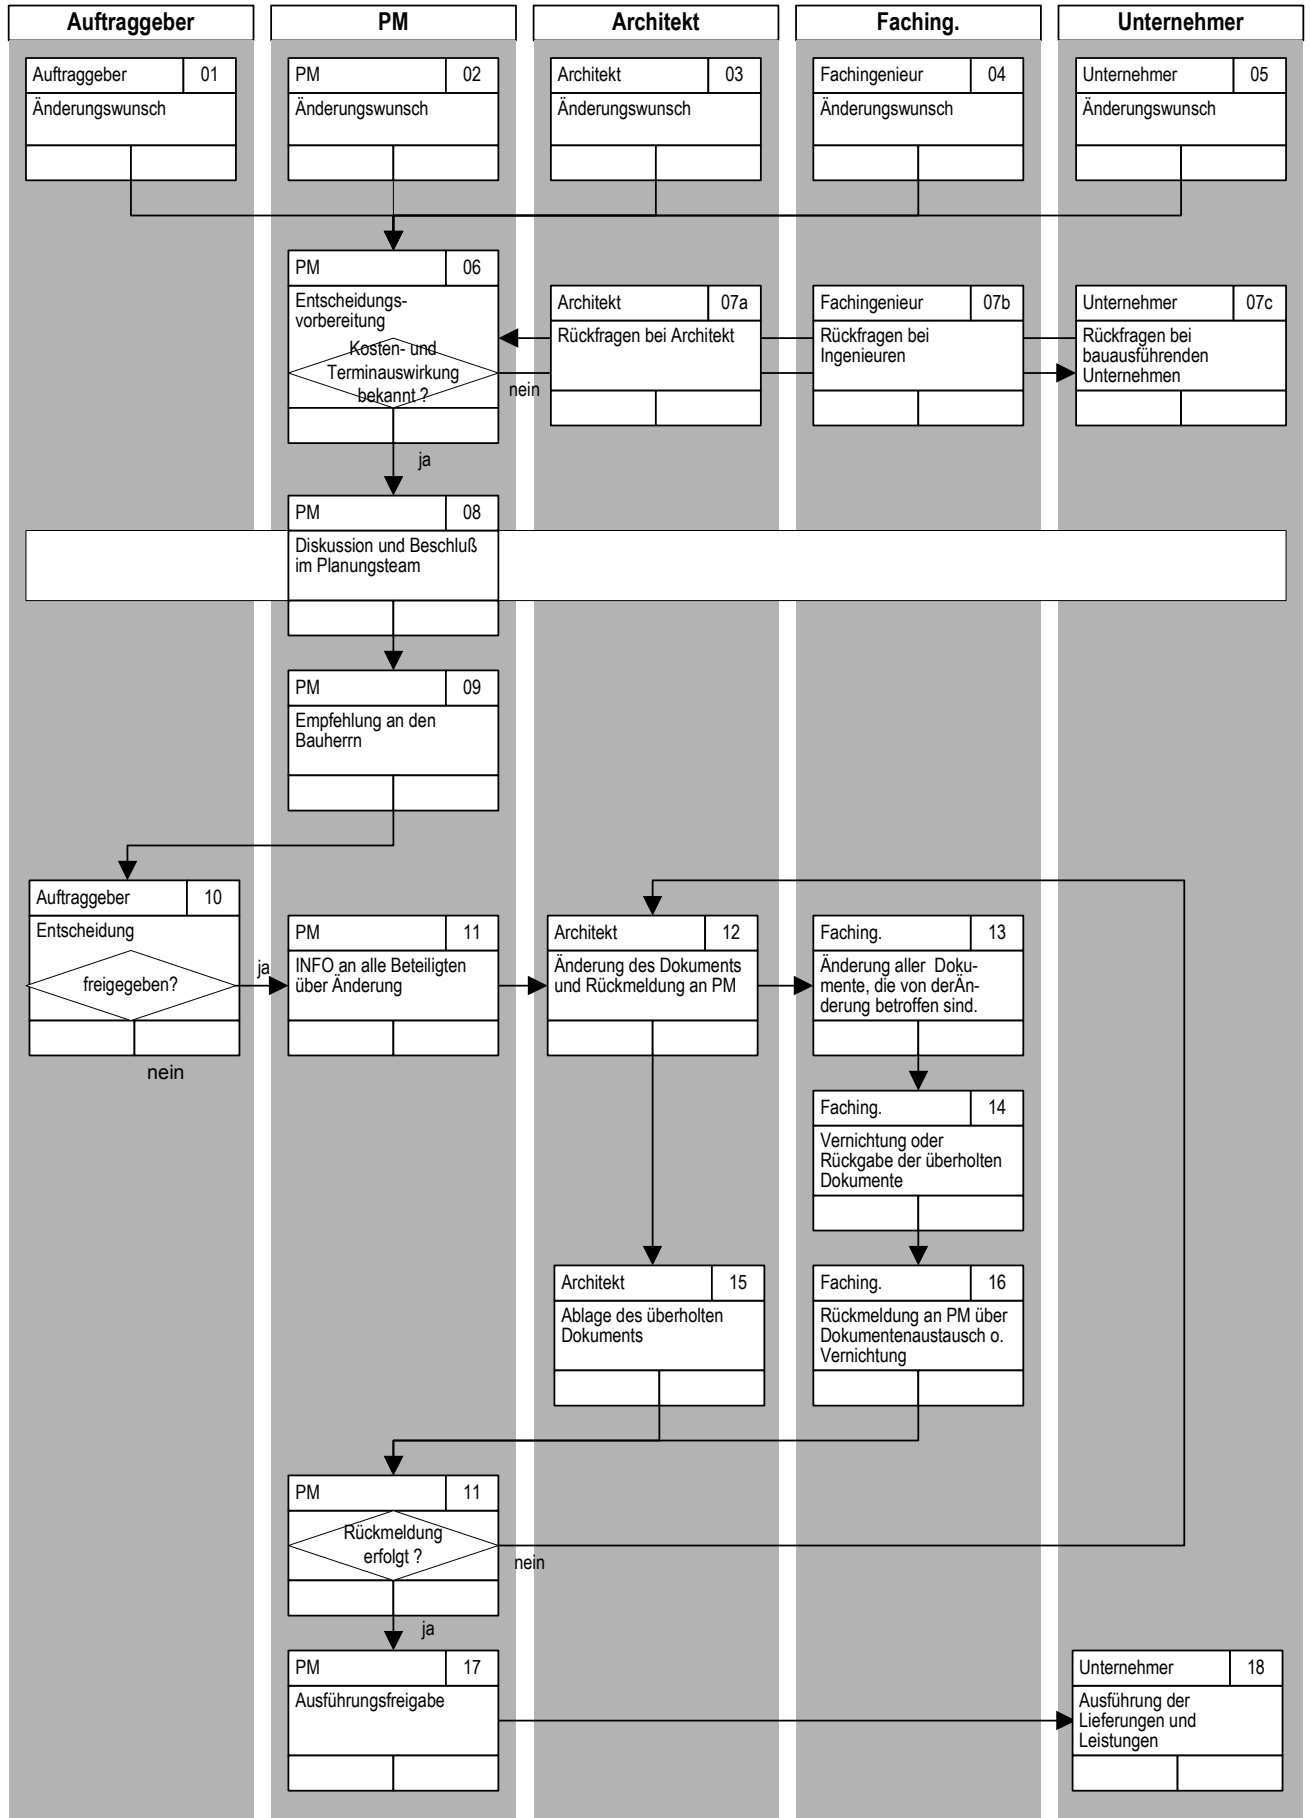 Auftraggeber
PM
Architekt
Faching.
Unternehmer
Auftraggeber 01
Änderungswunsch
PM 02
Änderungswunsch
Architekt 03
Änderungswunsch
Fachingenieur 04
Änderungswunsch
Unternehmer 05
Änderungswunsch
PM 06
Entscheidungs-
vorbereitung
Kosten- und
Terminauswirkung
bekannt ?
nein
ja
Architekt 07a
Rückfragen bei Architekt
Fachingenieur 07b
Rückfragen bei
Ingenieuren
Unternehmer 07c
Rückfragen bei
bauausführenden
Unternehmen
PM 08
Diskussion und Beschluß
im Planungsteam
PM 09
Empfehlung an den
Bauherrn
Auftraggeber 10
Entscheidung
freigegeben?
ja
nein
PM 11
INFO an alle Beteiligten
über Änderung
Architekt 12
Änderung des Dokuments
und Rückmeldung an PM
Faching. 13
Änderung aller Doku-
mente, die von derÄn-
derung betroffen sind.
Faching. 14
Vernichtung oder
Rückgabe der überholten
Dokumente
Architekt 15
Ablage des überholten
Dokuments
Faching. 16
Rückmeldung an PM über
Dokumentenaustausch o.
Vernichtung
PM 11
Rückmeldung
erfolgt ?
nein
ja
PM 17
Ausführungsfreigabe
Unternehmer 18
Ausführung der
Lieferungen und
Leistungen